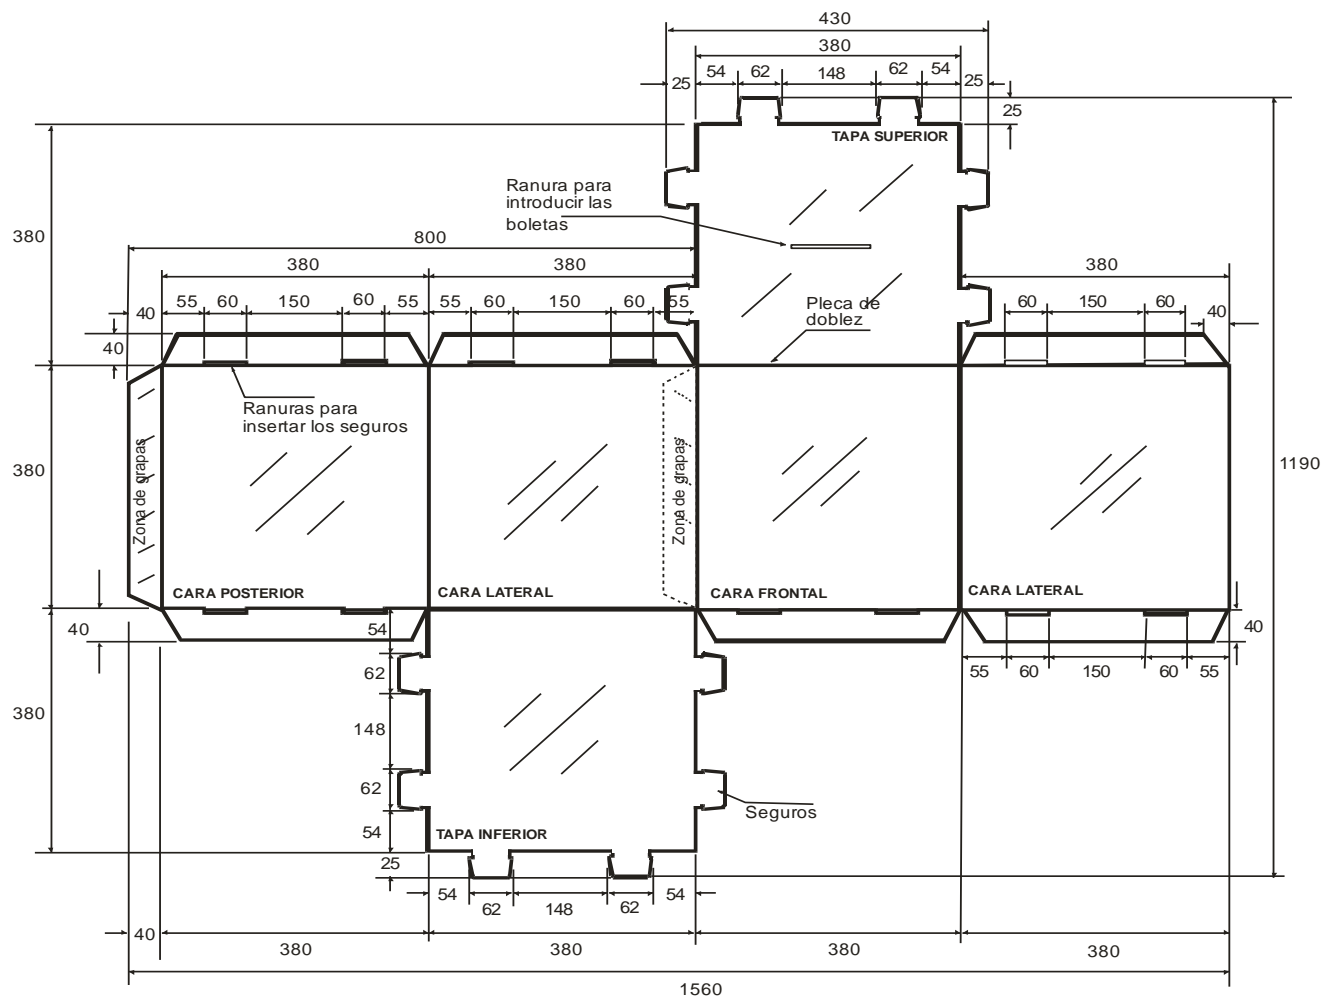 430
380
54 62 148 62 54
25 25
25
TAPA SUPERIOR
Ranura para
introducir las
boletas
380
800
380 380 380
55 60 150 60 55 55 60 150 60 55
Pleca de
doblez
60 150 60
40 40
40
Ranuras para
insertar los seguros
380
Zona de grapas
Zona de grapas
1190
CARA POSTERIOR
CARA LATERAL
CARA FRONTAL
CARA LATERAL
40
54
40
55 60 150 60 55
62
380
148
62
Seguros
54
TAPA INFERIOR
25
54 62 148 62 54
40
380 380 380 380
1560